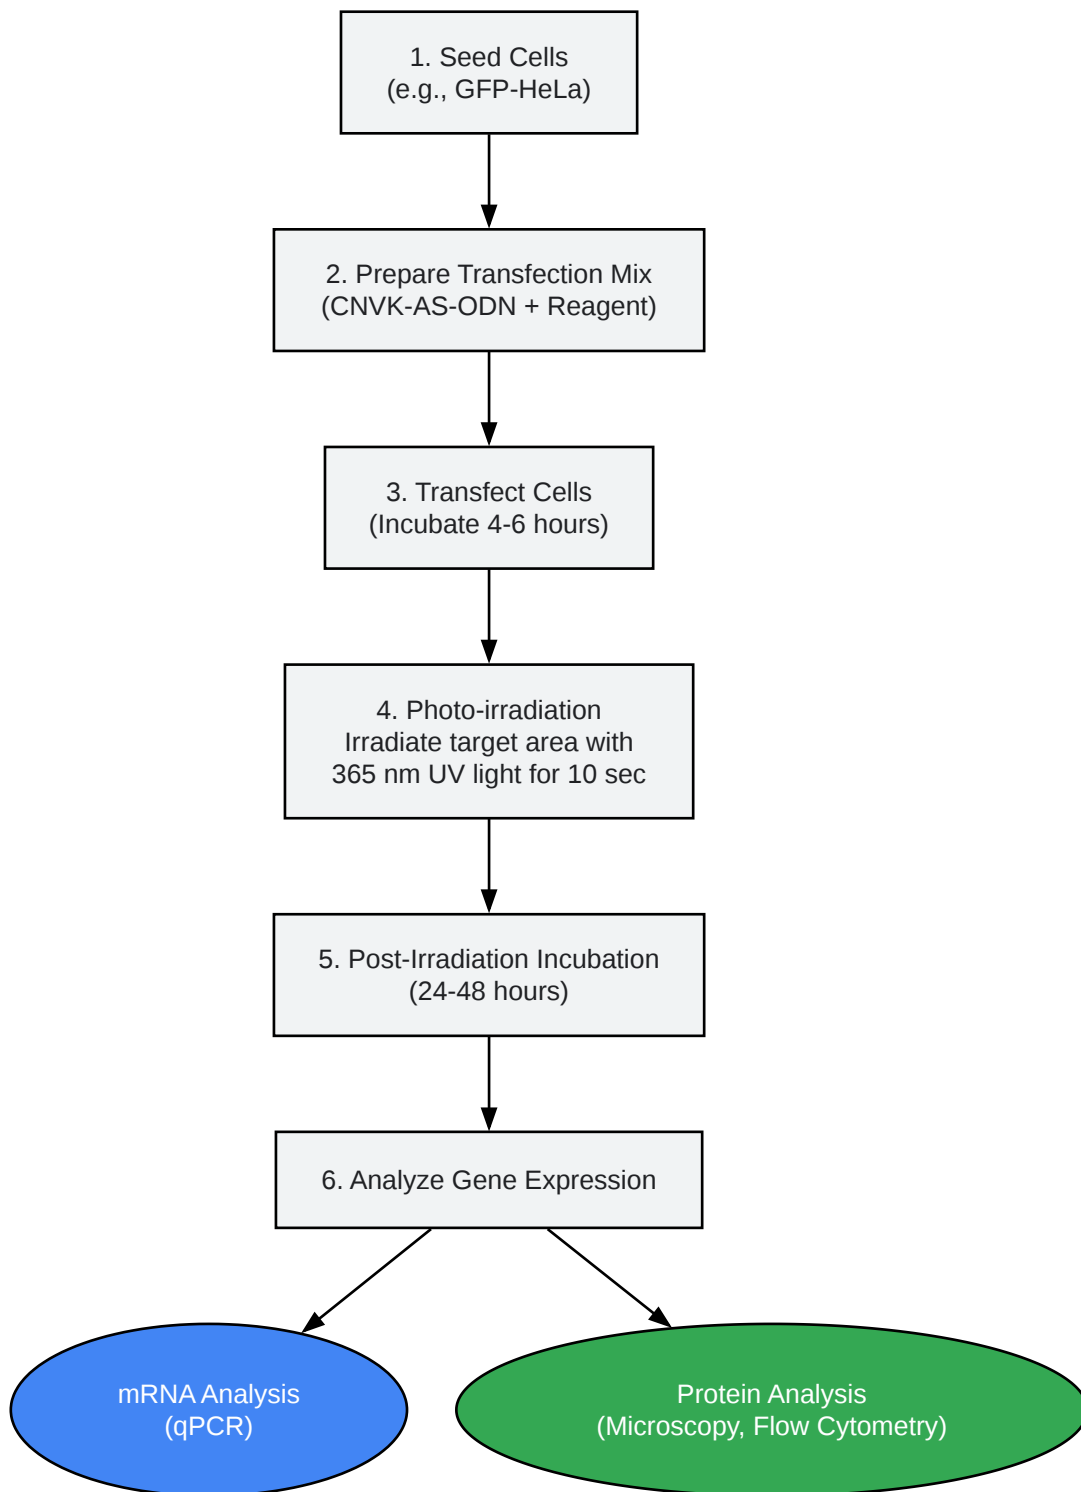 1. Seed Cells
(e.g., GFP-HeLa)
2. Prepare Transfection Mix
(CNVK-AS-ODN + Reagent)
3. Transfect Cells
(Incubate 4-6 hours)
4. Photo-irradiation
Irradiate target area with
365 nm UV light for 10 sec
5. Post-Irradiation Incubation
(24-48 hours)
6. Analyze Gene Expression
mRNA Analysis
(qPCR)
Protein Analysis
(Microscopy, Flow Cytometry)